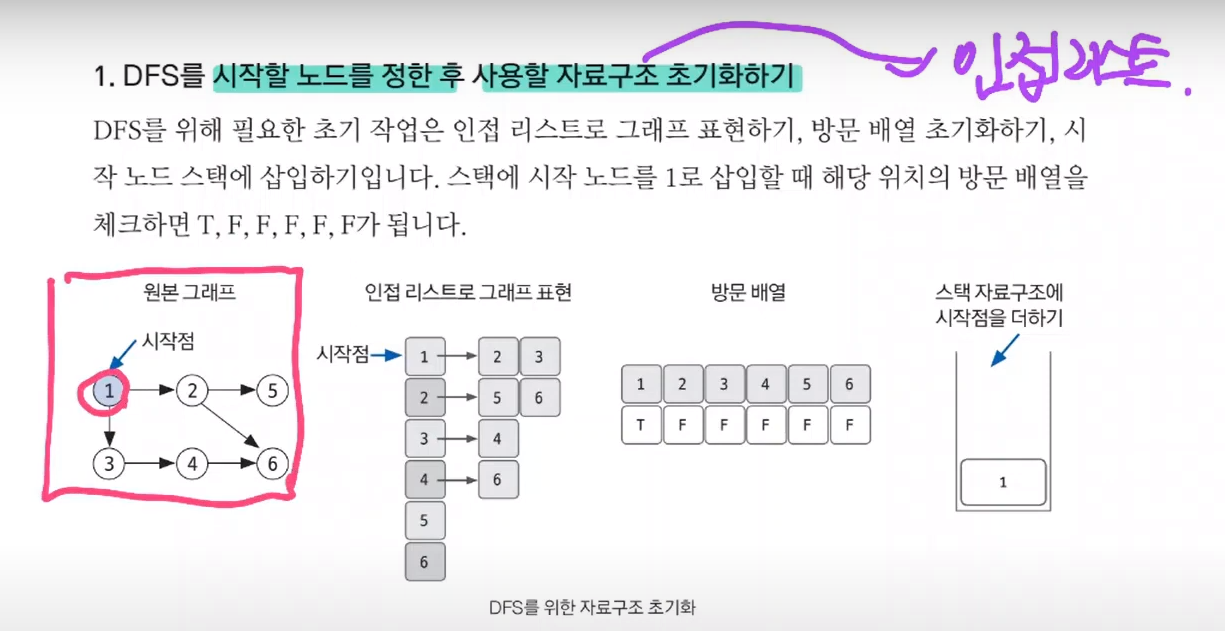 인접리스트.
1. DFS를 시작할 노드를 정한 후 사용할 자료구조 초기화하기
DFS를 위해 필요한 초기 작업은 인접 리스트로 그래프 표현하기, 방문 배열 초기화하기, 시
작 노드 스택에 삽입하기입니다. 스택에 시작 노드를 1로 삽입할 때 해당 위치의 방문 배열을
체크하면 T, F, F, F, F, F가 됩니다.
원본 그래프
시작점
1 2 5
3 4 6
인접 리스트로 그래프 표현
시작점
1 2 3
2 5 6
3 4
4 6
5
6
방문 배열
1 2 3 4 5 6
T F F F F F
스택 자료구조에
시작점을 더하기
1
DFS를 위한 자료구조 초기화